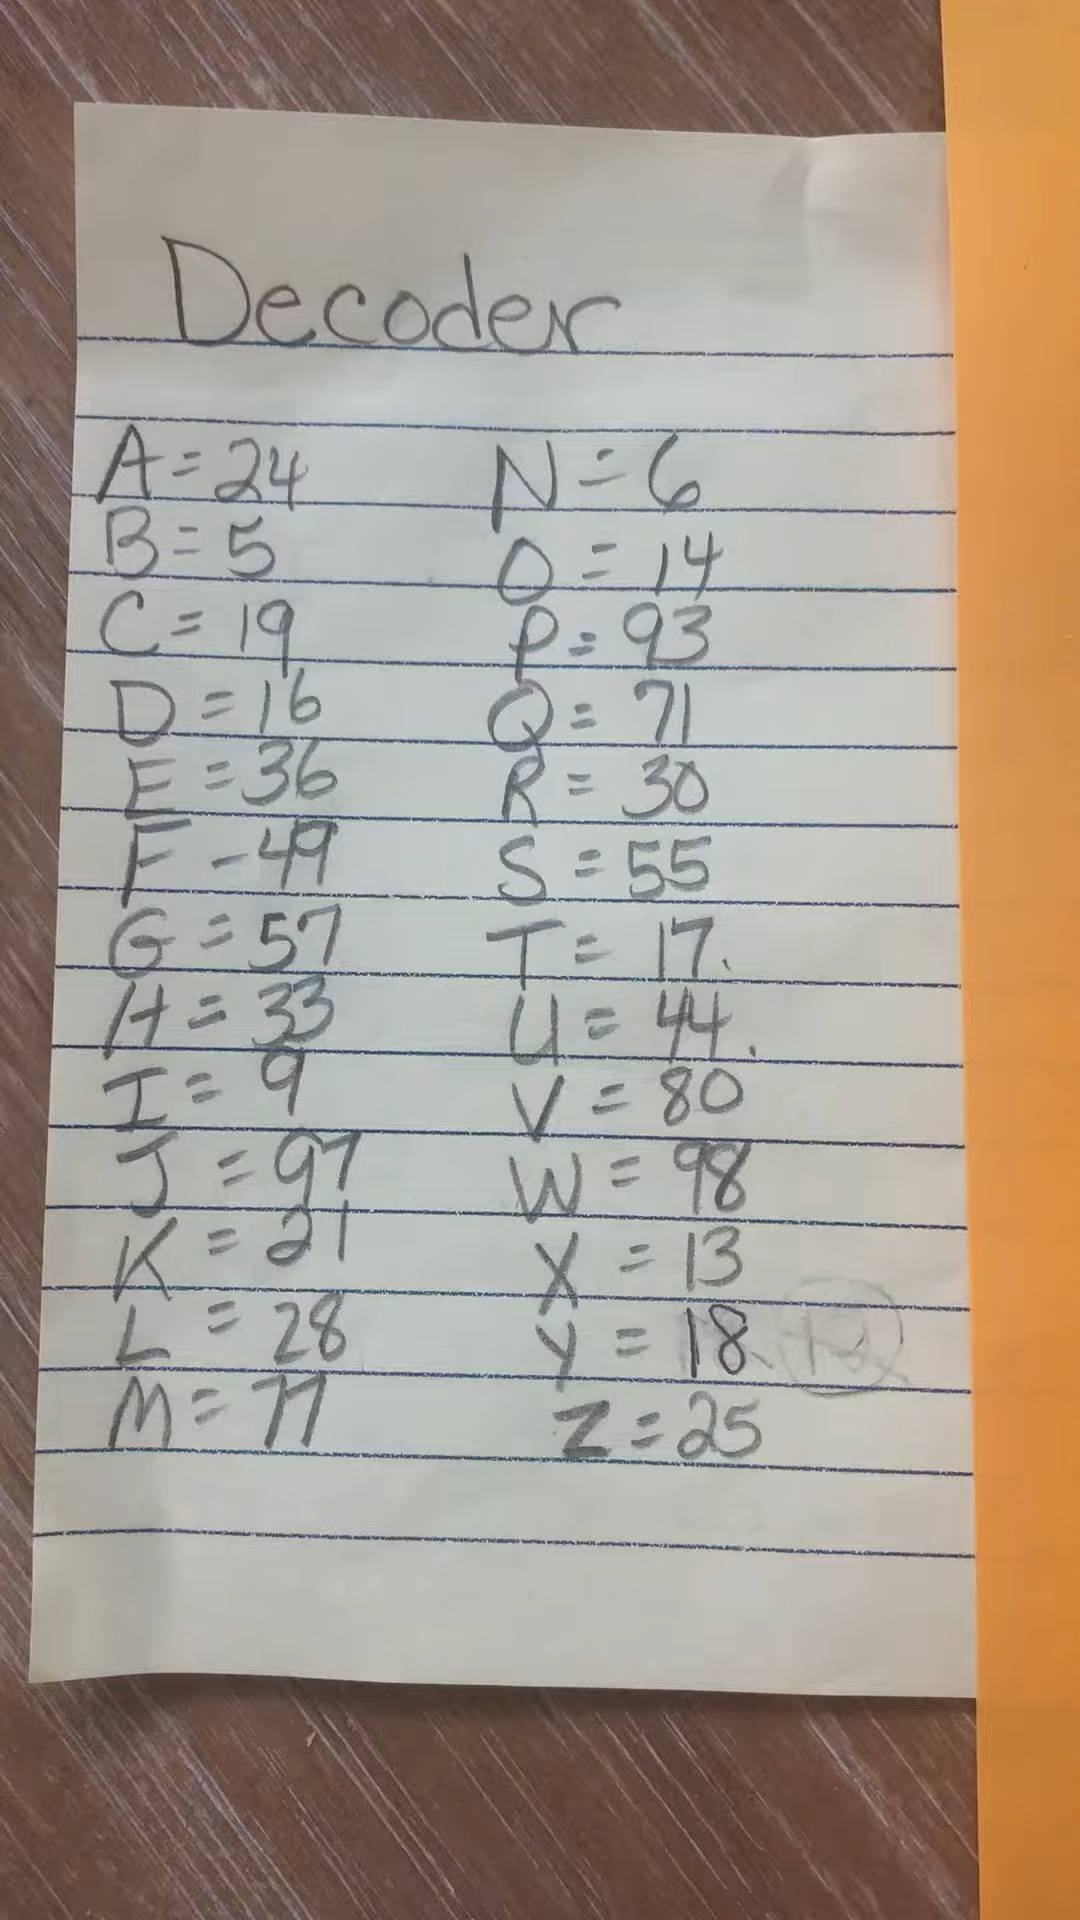 Decoder
A = 24
B = 5
C = 19
D = 16
E = 36
F - 49
G = 57
H = 33
I = 9
J = 97
K = 21
L = 28
M = 77
N = 6
O = 14
P = 93
Q = 71
R = 30
S = 55
T = 17.
U = 44.
V = 80
W = 98
X = 13
Y = 18
Z = 25